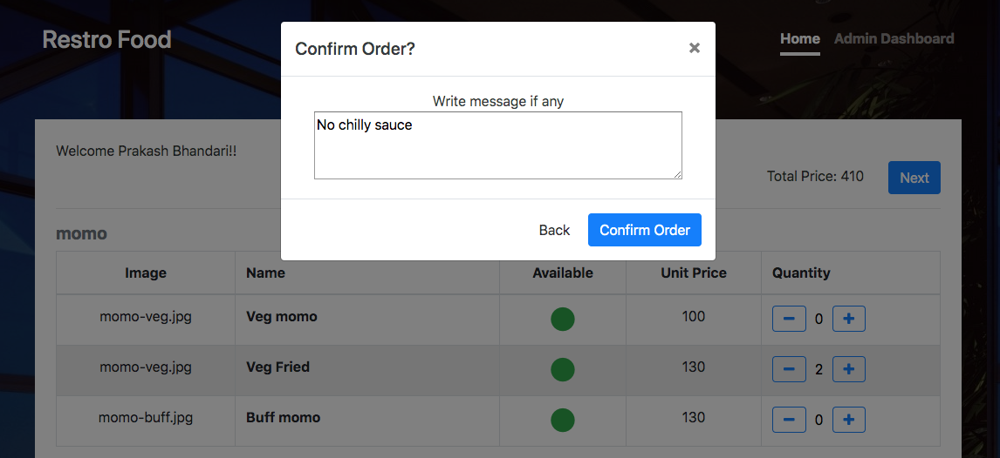 Restro Food
Home Admin Dashboard
Confirm Order?
×
Write message if any
No chilly sauce
Back Confirm Order
Welcome Prakash Bhandari!!
Total Price: 410 Next
momo
Image Name Available Unit Price Quantity
momo-veg.jpg Veg momo 100 − 0 +
momo-veg.jpg Veg Fried 130 − 2 +
momo-buff.jpg Buff momo 130 − 0 +